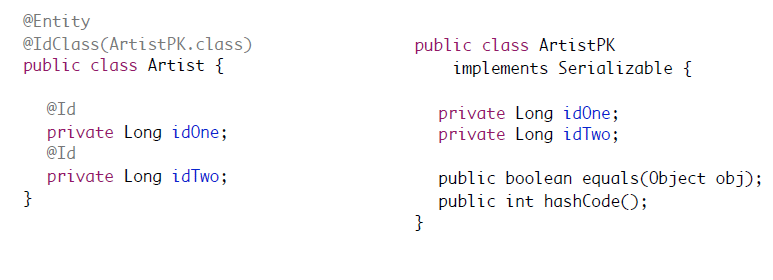 @Entity
@IdClass(ArtistPK.class)
public class Artist {
@Id
private Long idOne;
@Id
private Long idTwo;
}
public class ArtistPK
implements Serializable {
private Long idOne;
private Long idTwo;
public boolean equals(Object obj);
public int hashCode();
}